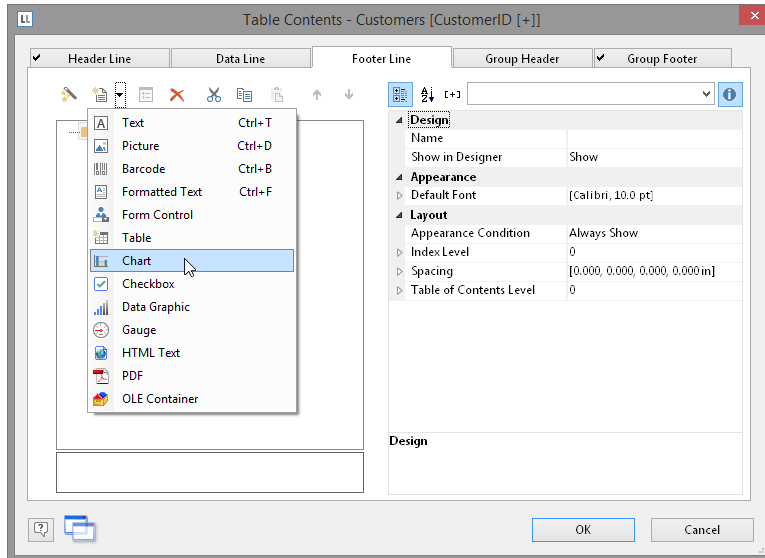 LL Table Contents - Customers [CustomerID [+]]
Header Line Data Line Footer Line Group Header Group Footer
[+]
Text Ctrl+T
Picture Ctrl+D
Barcode Ctrl+B
Formatted Text Ctrl+F
Form Control
Table
Chart
Checkbox
Data Graphic
Gauge
HTML Text
PDF
OLE Container
Design
Name
Show in Designer Show
Appearance
Default Font [Calibri, 10.0 pt]
Layout
Appearance Condition Always Show
Index Level 0
Spacing [0.000, 0.000, 0.000, 0.000 in]
Table of Contents Level 0
Design
OK Cancel